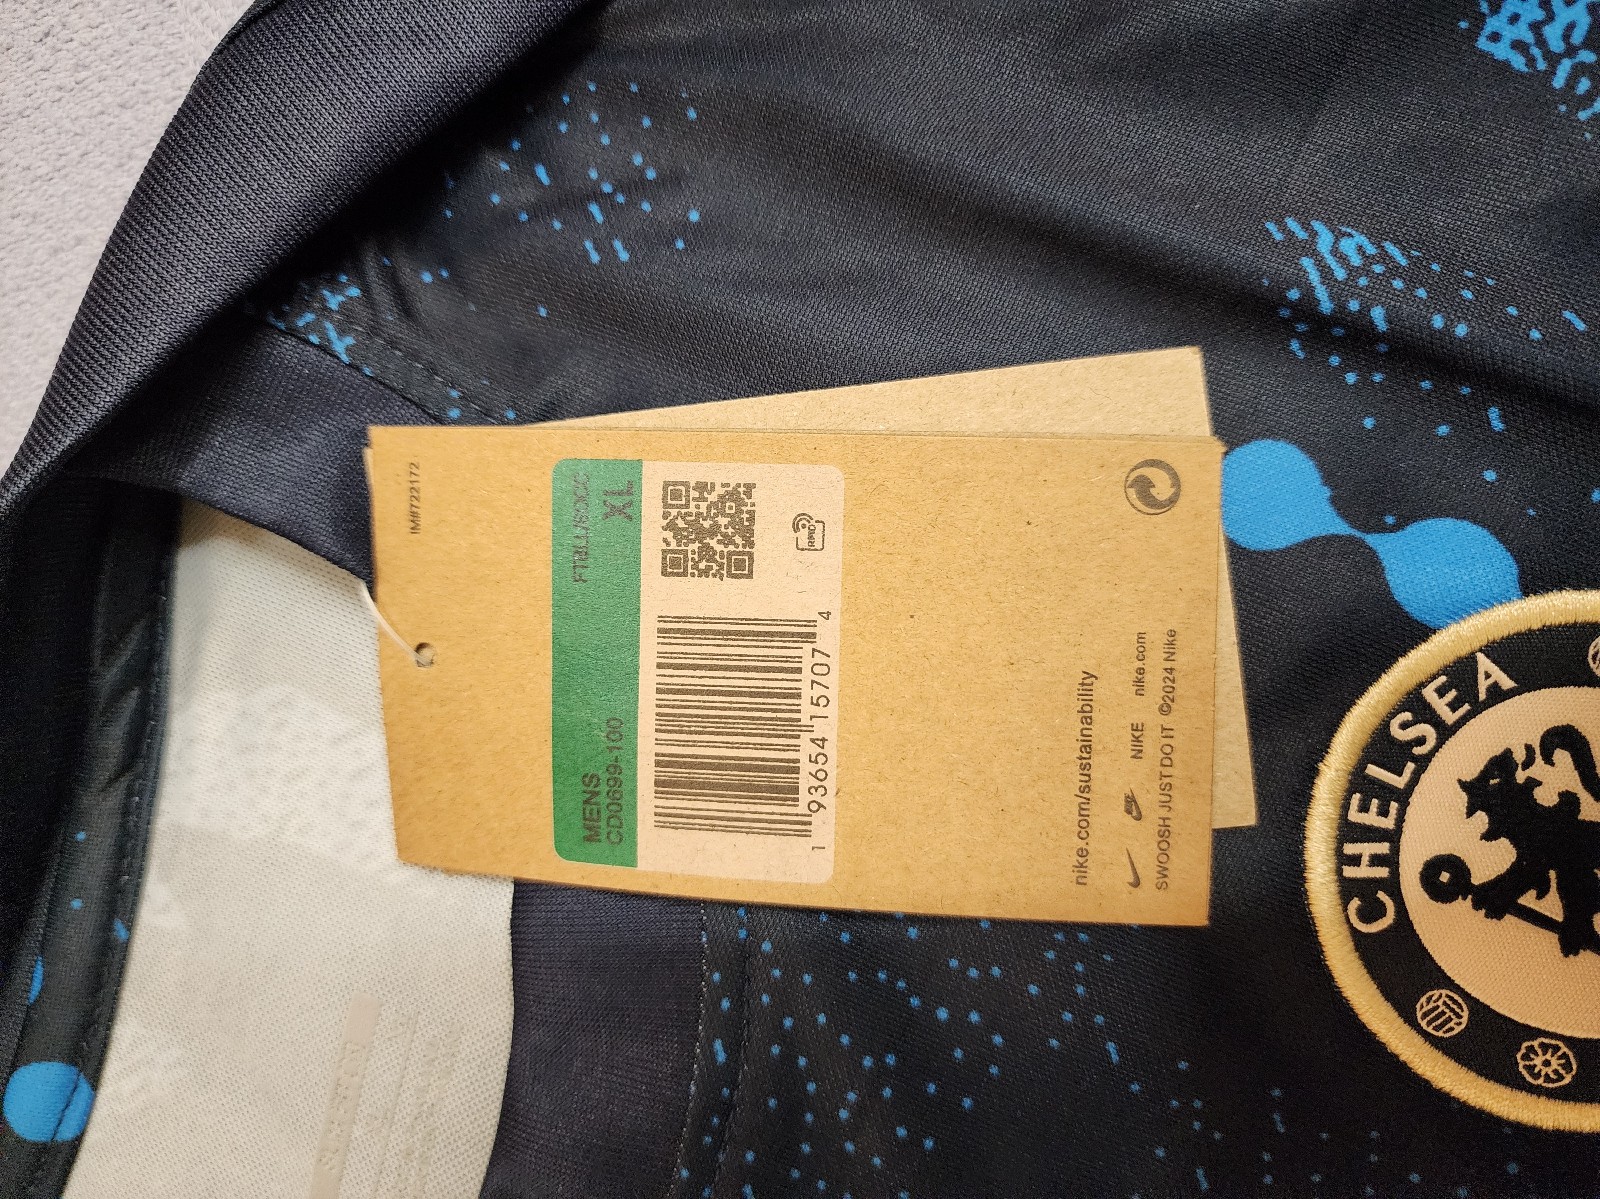 IM#722172
FTBLL/SOCC
XL
MENS
CD0699-100
RFID
1 93654 15707 4
nike.com/sustainability
NIKE nike.com
SWOOSH JUST DO IT ©2024 Nike
CHELSEA